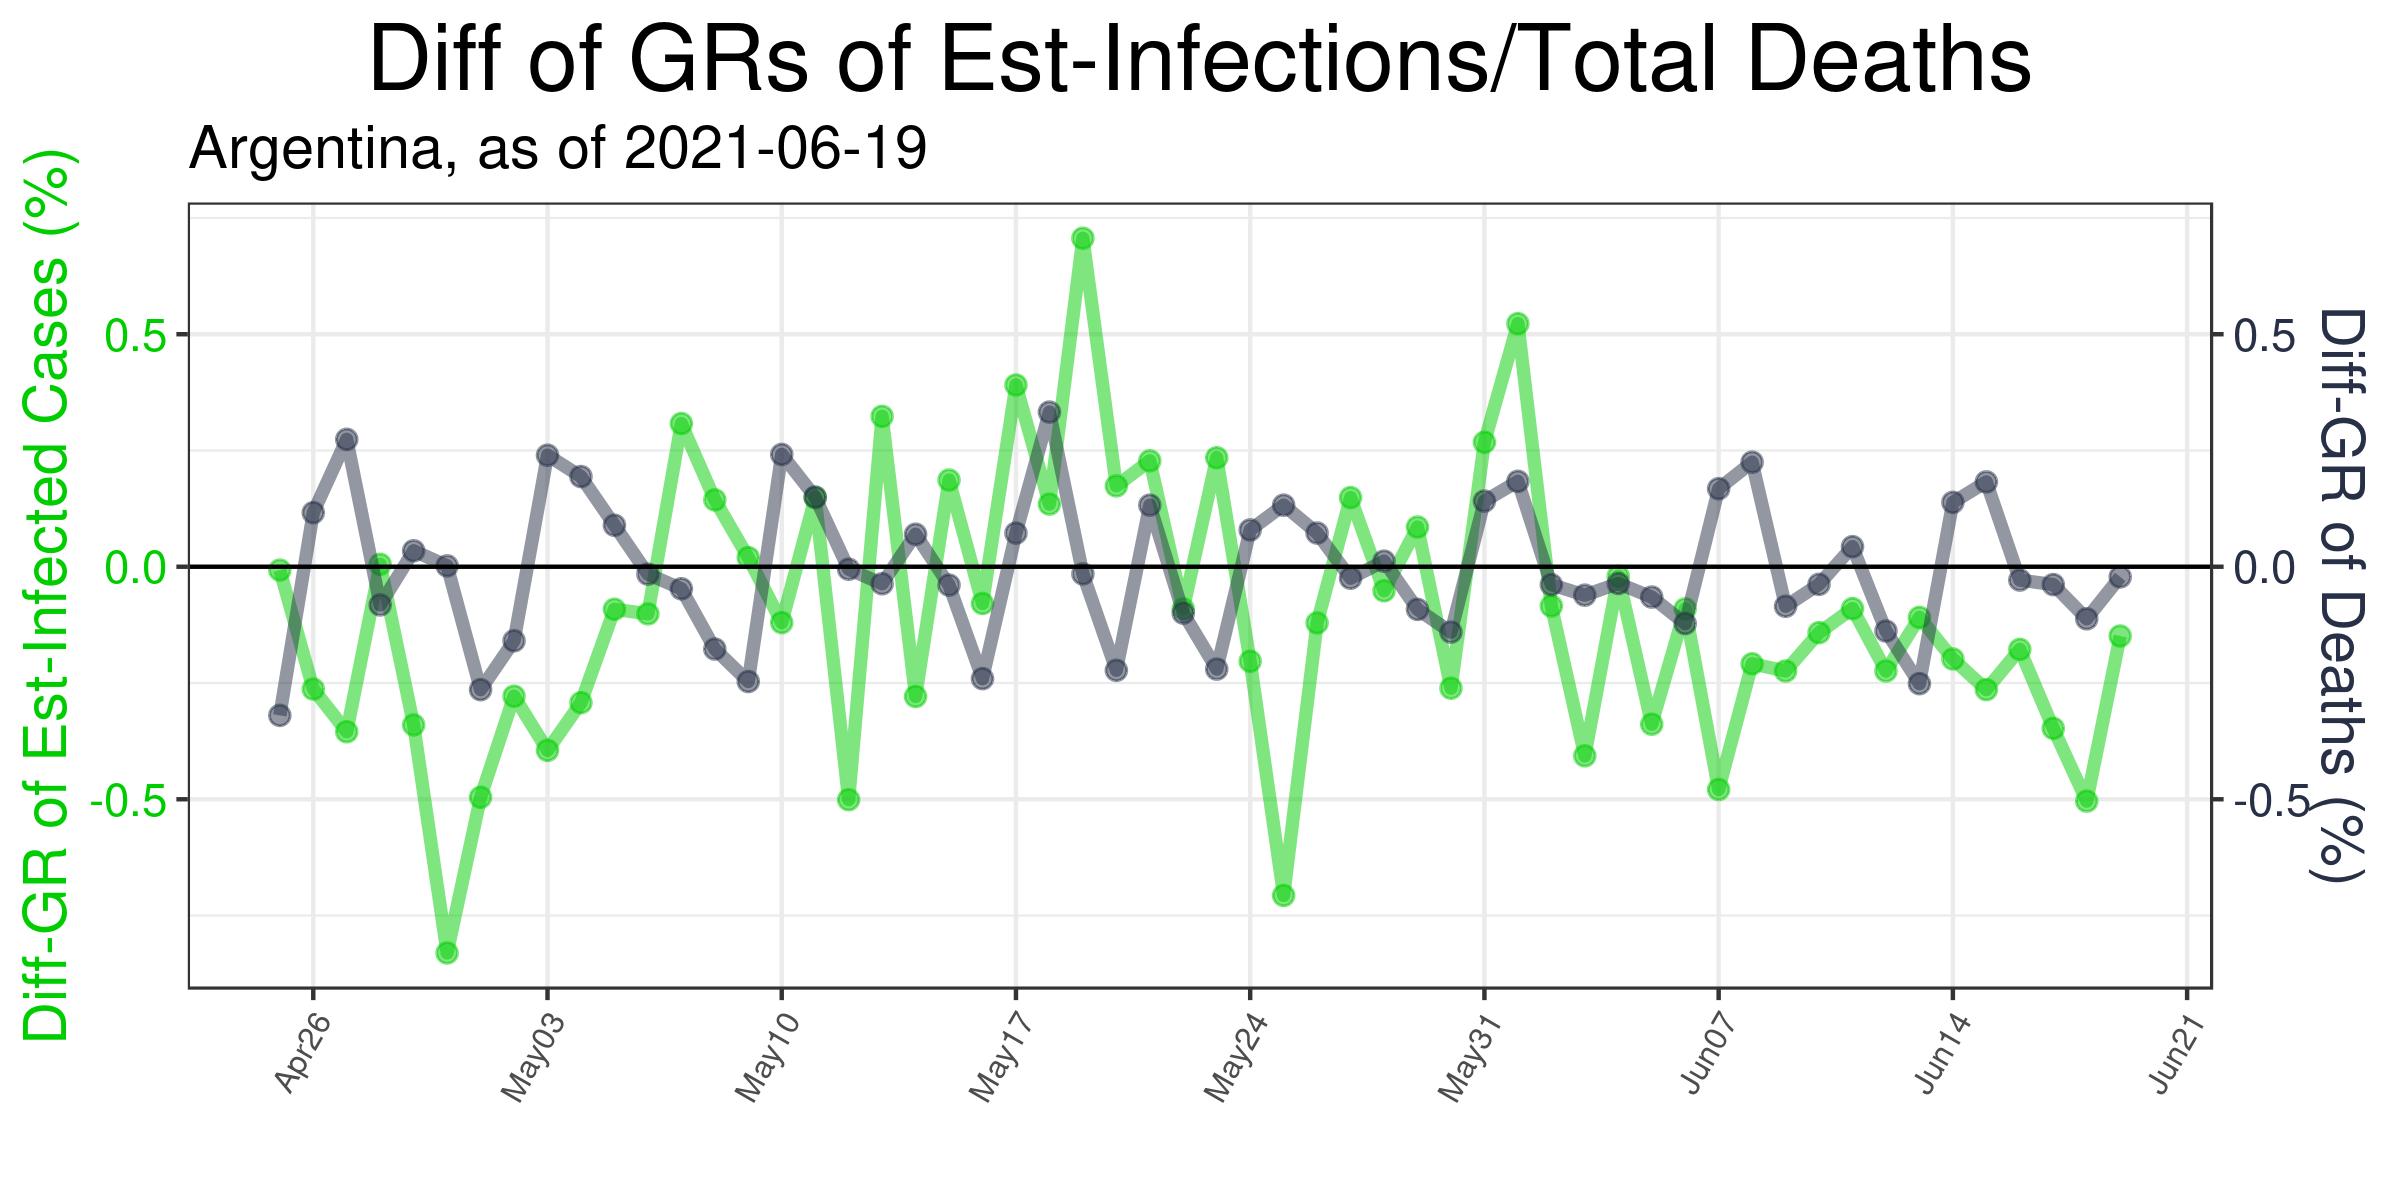 Diff of GRs of Est-Infections/Total Deaths
Argentina, as of 2021-06-19
Diff-GR of Est-Infected Cases (%)
0.5
0.0
-0.5
0.5
0.0
-0.5
Diff-GR of Deaths (%)
Apr26
May03
May10
May17
May24
May31
Jun07
Jun14
Jun21